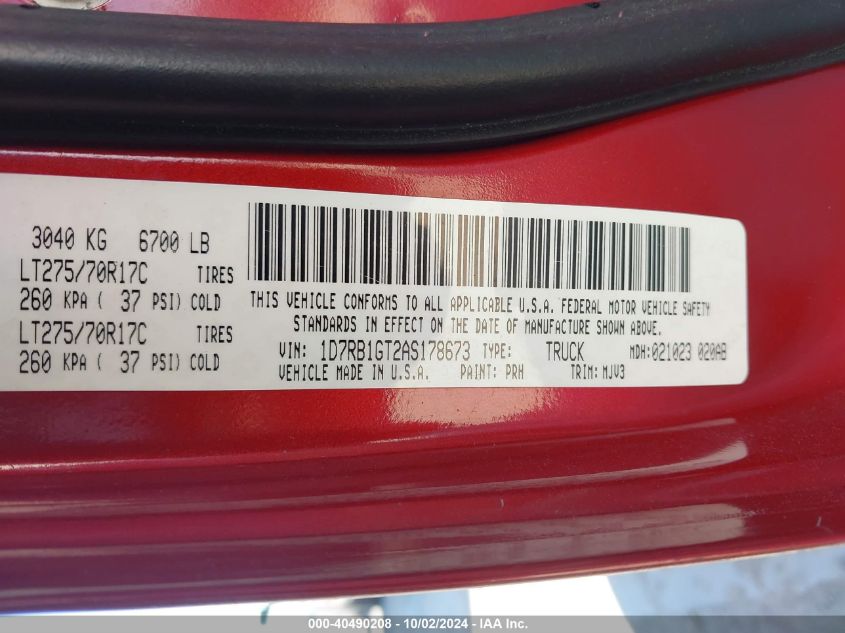 3040 KG 6700 LB
LT275/70R17C TIRES
260 KPA ( 37 PSI) COLD
LT275/70R17C TIRES
260 KPA ( 37 PSI) COLD
THIS VEHICLE CONFORMS TO ALL APPLICABLE U.S.A. FEDERAL MOTOR VEHICLE SAFETY
STANDARDS IN EFFECT ON THE DATE OF MANUFACTURE SHOWN ABOVE.
VIN: 1D7RB1GT2AS178673 TYPE: TRUCK MDH:021023 020AB
VEHICLE MADE IN U.S.A. PAINT: PRH TRIM: MJV3
000-40490208 - 10/02/2024 - IAA Inc.